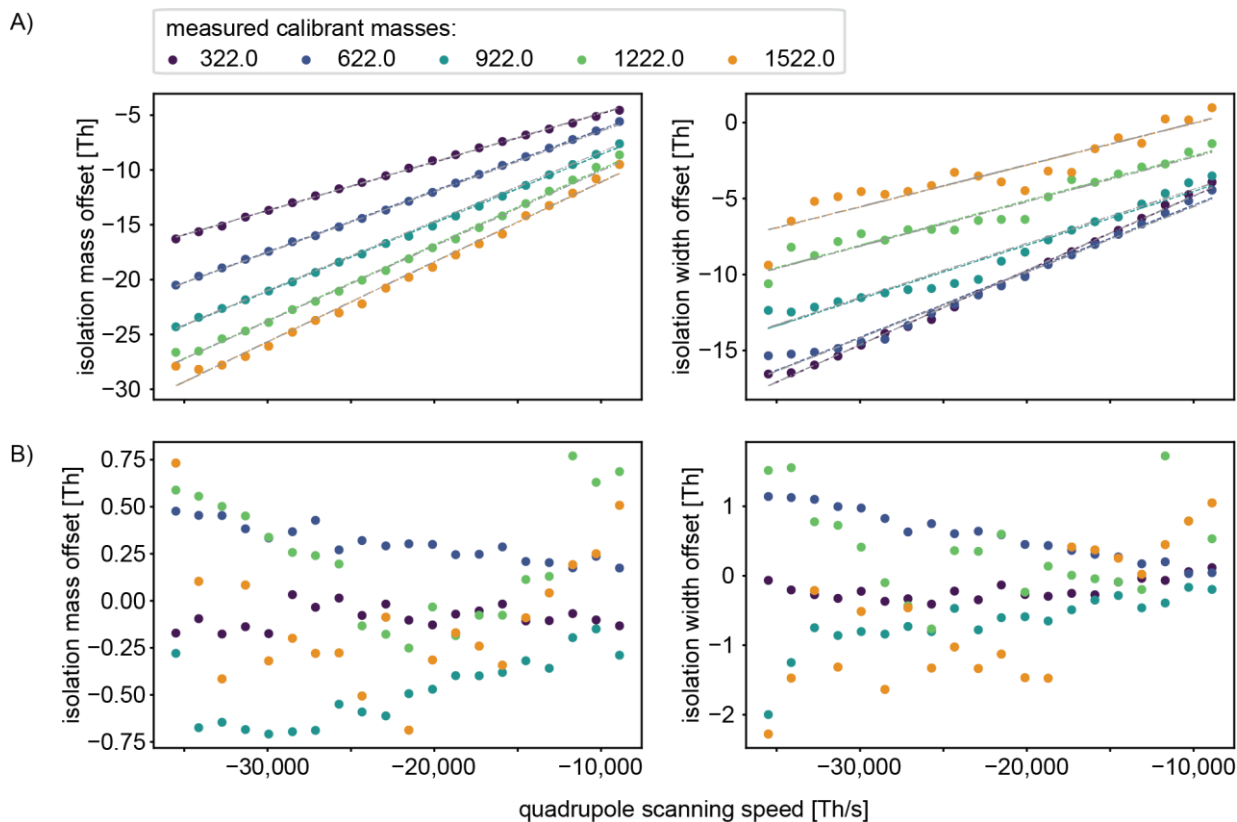 A)
measured calibrant masses:
322.0 622.0 922.0 1222.0 1522.0
isolation mass offset [Th]
−5
−10
−15
−20
−25
−30
isolation width offset [Th]
0
−5
−10
−15
B)
isolation mass offset [Th]
0.75
0.50
0.25
0.00
−0.25
−0.50
−0.75
−30,000 −20,000 −10,000
isolation width offset [Th]
1
0
−1
−2
−30,000 −20,000 −10,000
quadrupole scanning speed [Th/s]